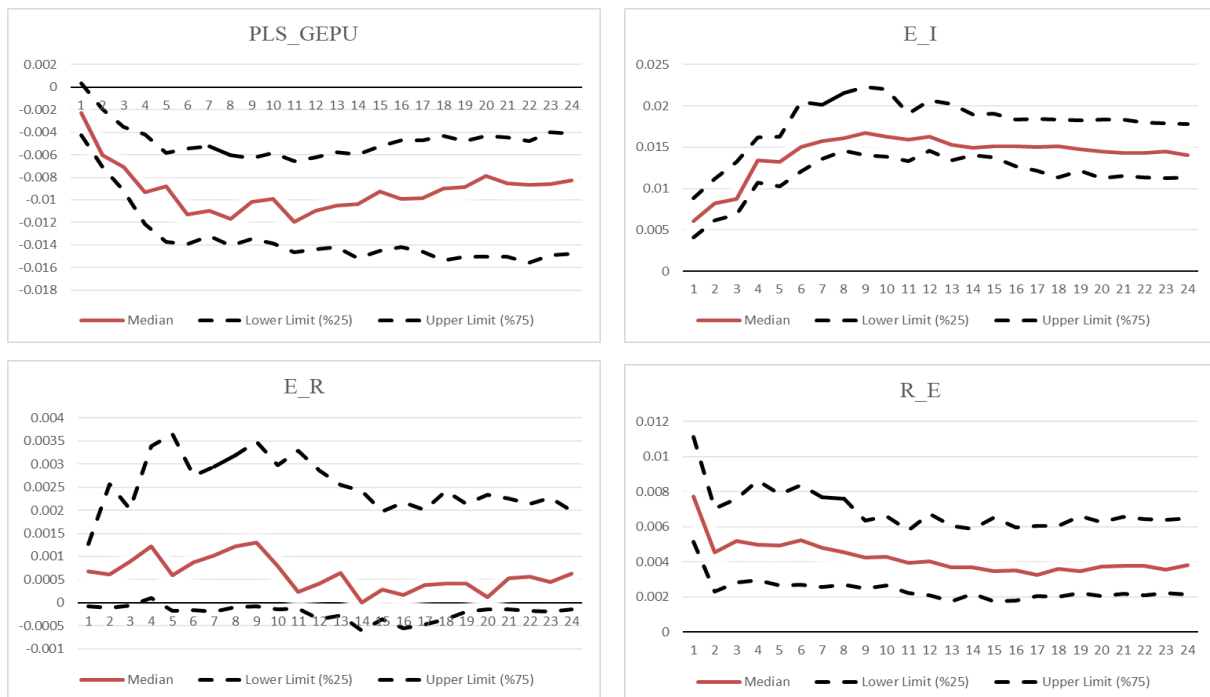 PLS_GEPU
0.002
0
-0.002
-0.004
-0.006
-0.008
-0.01
-0.012
-0.014
-0.016
-0.018
1 2 3 4 5 6 7 8 9 10 11 12 13 14 15 16 17 18 19 20 21 22 23 24
Median Lower Limit (%25) Upper Limit (%75)
E_I
0.025
0.02
0.015
0.01
0.005
0
1 2 3 4 5 6 7 8 9 10 11 12 13 14 15 16 17 18 19 20 21 22 23 24
Median Lower Limit (%25) Upper Limit (%75)
E_R
0.004
0.0035
0.003
0.0025
0.002
0.0015
0.001
0.0005
0
-0.0005
-0.001
1 2 3 4 5 6 7 8 9 10 11 12 13 14 15 16 17 18 19 20 21 22 23 24
Median Lower Limit (%25) Upper Limit (%75)
R_E
0.012
0.01
0.008
0.006
0.004
0.002
0
1 2 3 4 5 6 7 8 9 10 11 12 13 14 15 16 17 18 19 20 21 22 23 24
Median Lower Limit (%25) Upper Limit (%75)